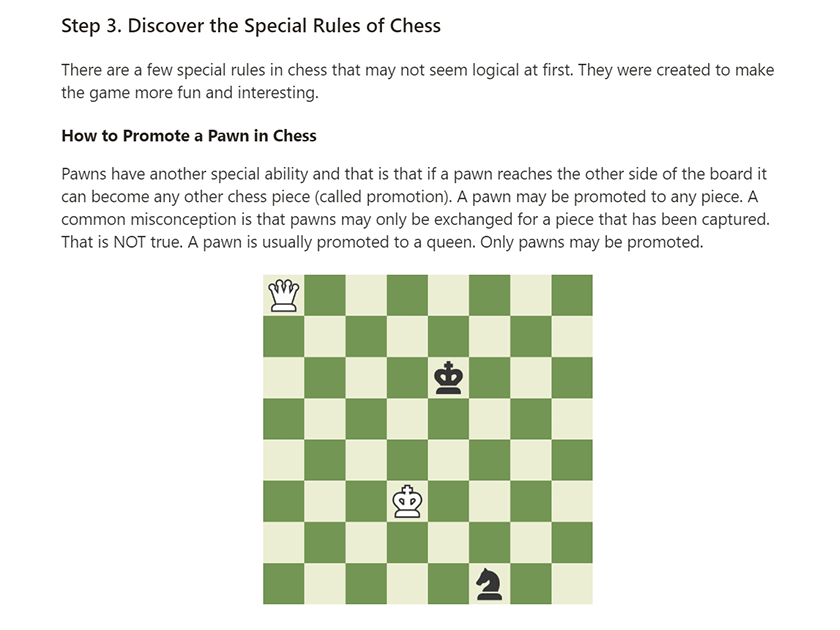 Step 3. Discover the Special Rules of Chess
There are a few special rules in chess that may not seem logical at first. They were created to make
the game more fun and interesting.
How to Promote a Pawn in Chess
Pawns have another special ability and that is that if a pawn reaches the other side of the board it
can become any other chess piece (called promotion). A pawn may be promoted to any piece. A
common misconception is that pawns may only be exchanged for a piece that has been captured.
That is NOT true. A pawn is usually promoted to a queen. Only pawns may be promoted.